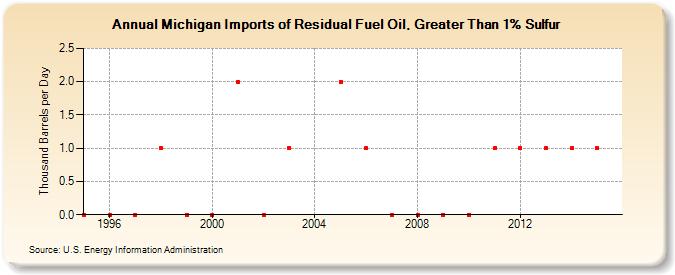 Annual Michigan Imports of Residual Fuel Oil, Greater Than 1% Sulfur
Thousand Barrels per Day
2.5
2.0
1.5
1.0
0.5
0.0
1996 2000 2004 2008 2012
Source: U.S. Energy Information Administration